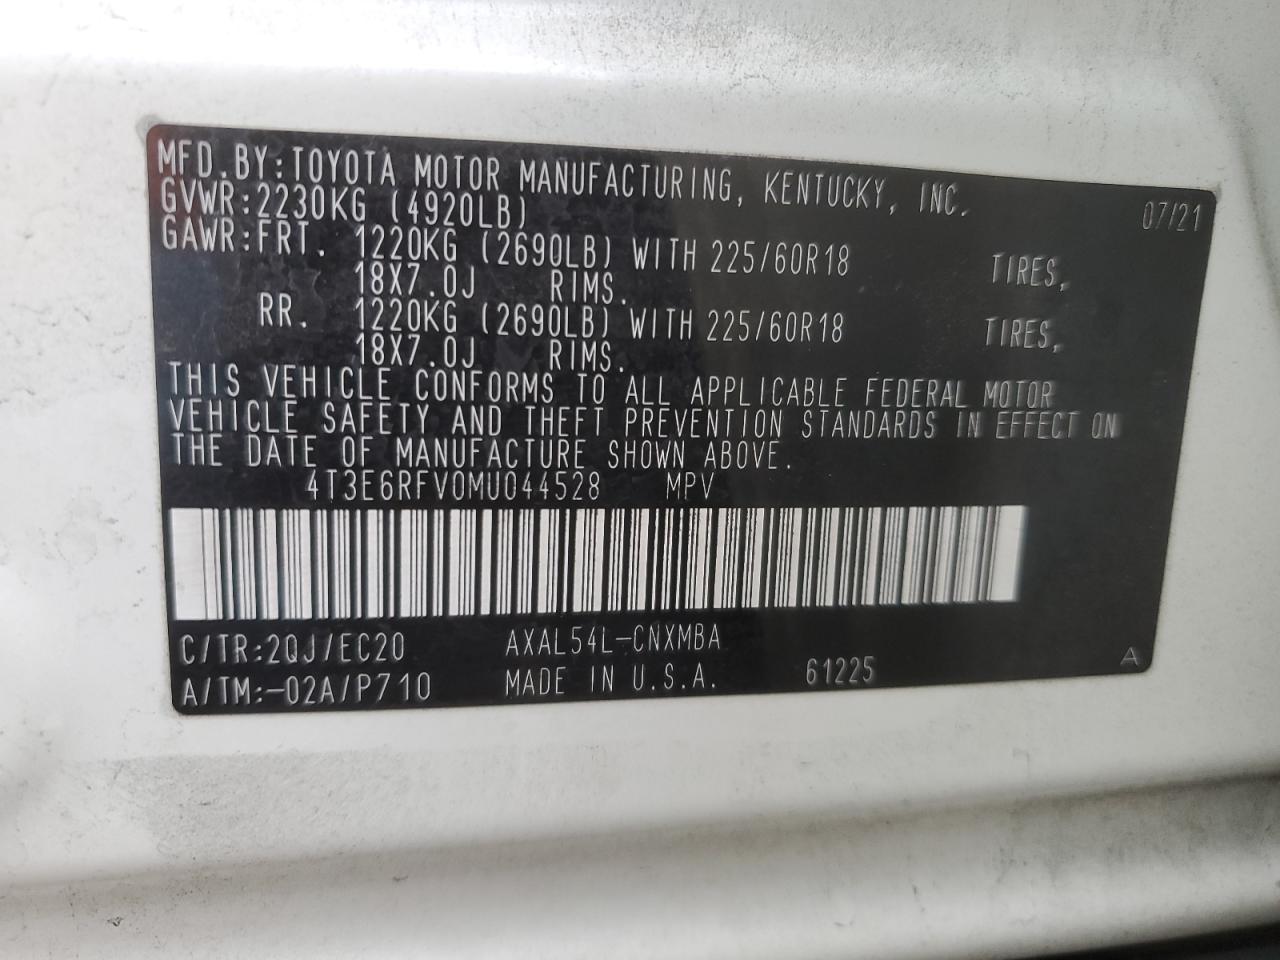 MFD.BY:TOYOTA MOTOR MANUFACTURING, KENTUCKY, INC. 07/21
GVWR:2230KG (4920LB)
GAWR:FRT. 1220KG (2690LB) WITH 225/60R18 TIRES,
18X7.0J RIMS.
RR. 1220KG (2690LB) WITH 225/60R18 TIRES,
18X7.0J RIMS.
THIS VEHICLE CONFORMS TO ALL APPLICABLE FEDERAL MOTOR
VEHICLE SAFETY AND THEFT PREVENTION STANDARDS IN EFFECT ON
THE DATE OF MANUFACTURE SHOWN ABOVE.
4T3E6RFV0MU044528 MPV
C/TR:2QJ/EC20 AXAL54L-CNXMBA
A/TM:-02A/P710 MADE IN U.S.A. 61225 A